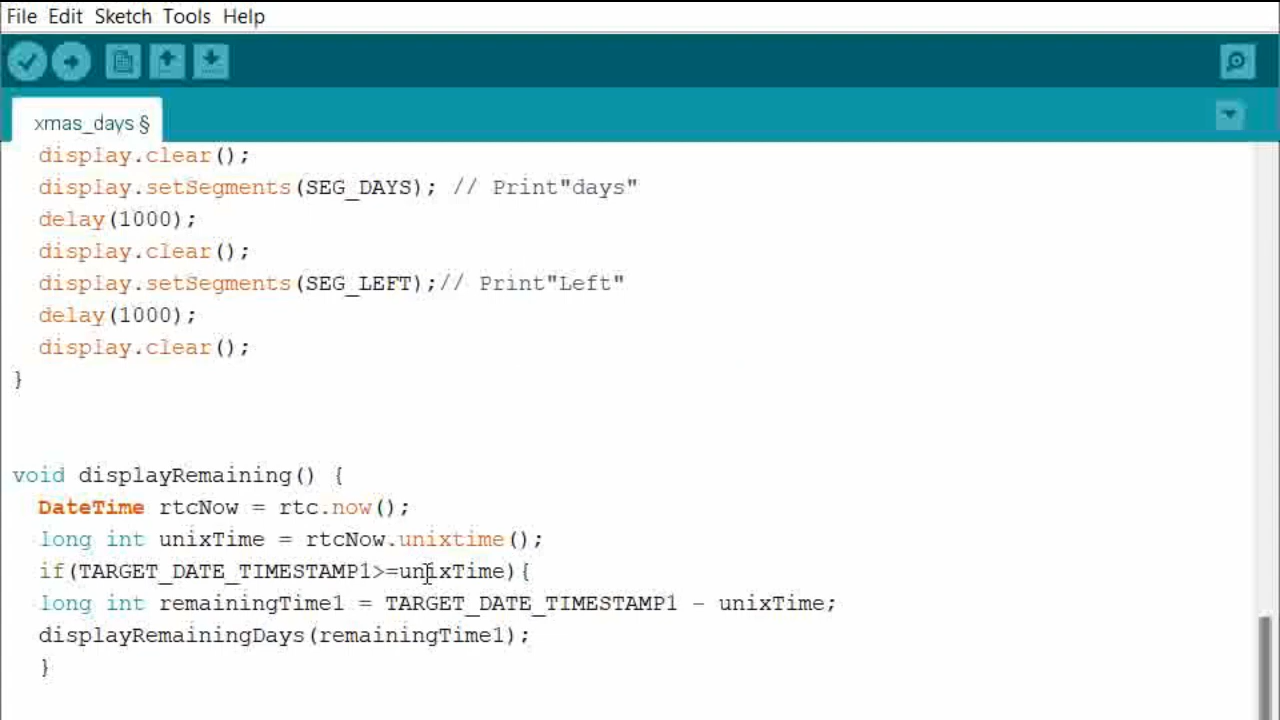 File Edit Sketch Tools Help
xmas_days §
display.clear();
display.setSegments(SEG_DAYS); // Print"days"
delay(1000);
display.clear();
display.setSegments(SEG_LEFT);// Print"Left"
delay(1000);
display.clear();
}
void displayRemaining() {
DateTime rtcNow = rtc.now();
long int unixTime = rtcNow.unixtime();
if(TARGET_DATE_TIMESTAMP1>=unixTime){
long int remainingTime1 = TARGET_DATE_TIMESTAMP1 - unixTime;
displayRemainingDays(remainingTime1);
}